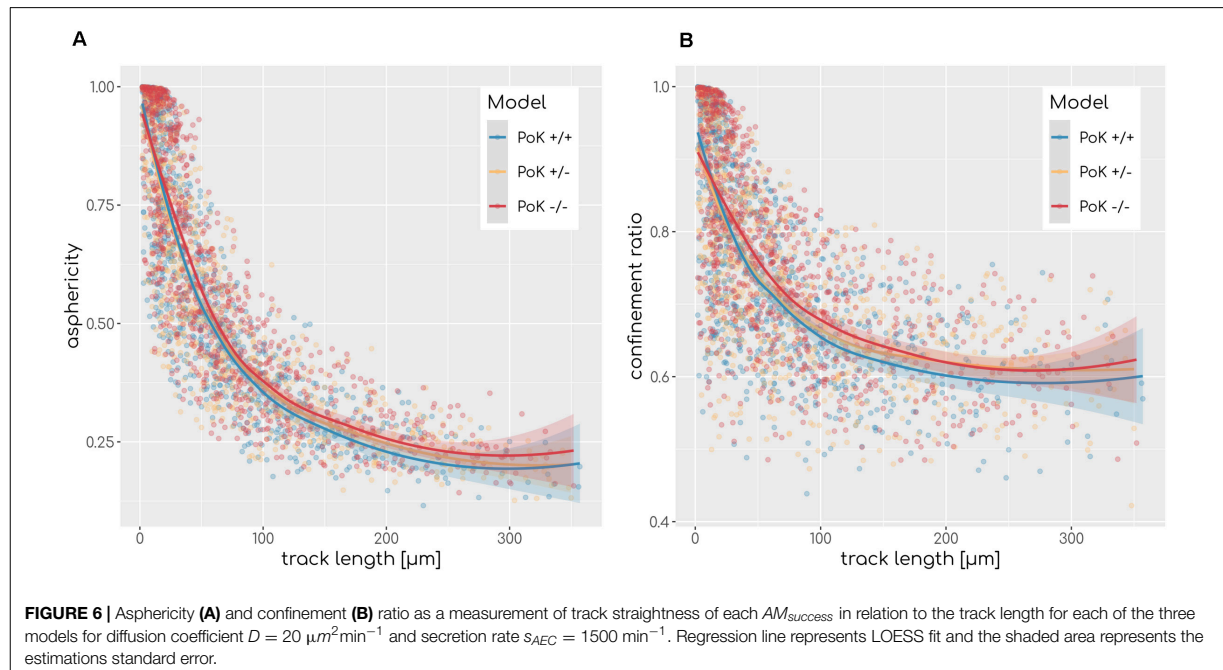 A
asphericity
1.00
0.75
0.50
0.25
0
100
200
300
track length [µm]
Model
PoK +/+
PoK +/-
PoK -/-
B
confinement ratio
1.0
0.8
0.6
0.4
0
100
200
300
track length [µm]
Model
PoK +/+
PoK +/-
PoK -/-
FIGURE 6 | Asphericity (A) and confinement (B) ratio as a measurement of track straightness of each AMsuccess in relation to the track length for each of the three
models for diffusion coefficient D = 20 µm²min⁻¹ and secretion rate sAEC = 1500 min⁻¹. Regression line represents LOESS fit and the shaded area represents the
estimations standard error.